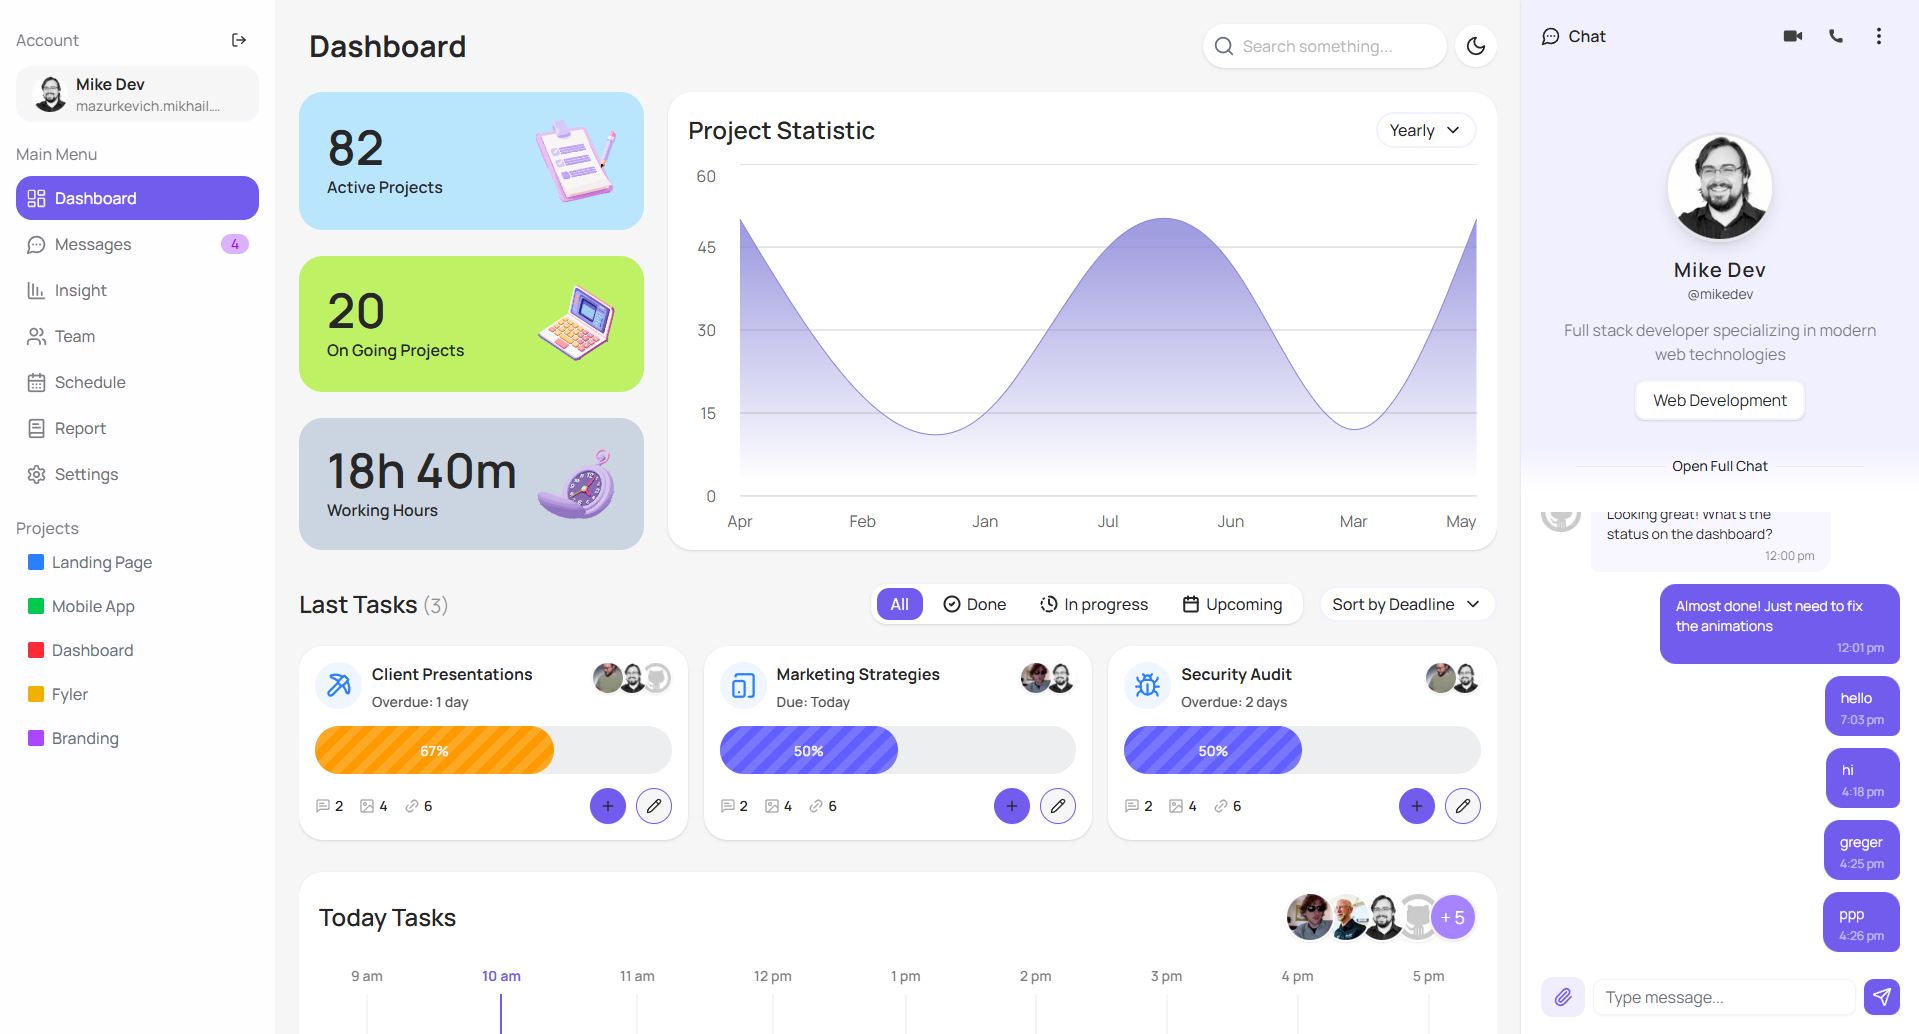 Account
Mike Dev
mazurkevich.mikhail....
Main Menu
Dashboard
Messages
4
Insight
Team
Schedule
Report
Settings
Projects
Landing Page
Mobile App
Dashboard
Fyler
Branding
Dashboard
Search something...
82
Active Projects
20
On Going Projects
18h 40m
Working Hours
Project Statistic
Yearly
60
45
30
15
0
Apr
Feb
Jan
Jul
Jun
Mar
May
Last Tasks (3)
All
Done
In progress
Upcoming
Sort by Deadline
Client Presentations
Overdue: 1 day
67%
2
4
6
Marketing Strategies
Due: Today
50%
2
4
6
Security Audit
Overdue: 2 days
50%
2
4
6
Today Tasks
+ 5
9 am
10 am
11 am
12 pm
1 pm
2 pm
3 pm
4 pm
5 pm
Chat
Mike Dev
@mikedev
Full stack developer specializing in modern
web technologies
Web Development
Open Full Chat
Looking great! What's the
status on the dashboard?
12:00 pm
Almost done! Just need to fix
the animations
12:01 pm
hello
7:03 pm
hi
4:18 pm
greger
4:25 pm
ppp
4:26 pm
Type message...